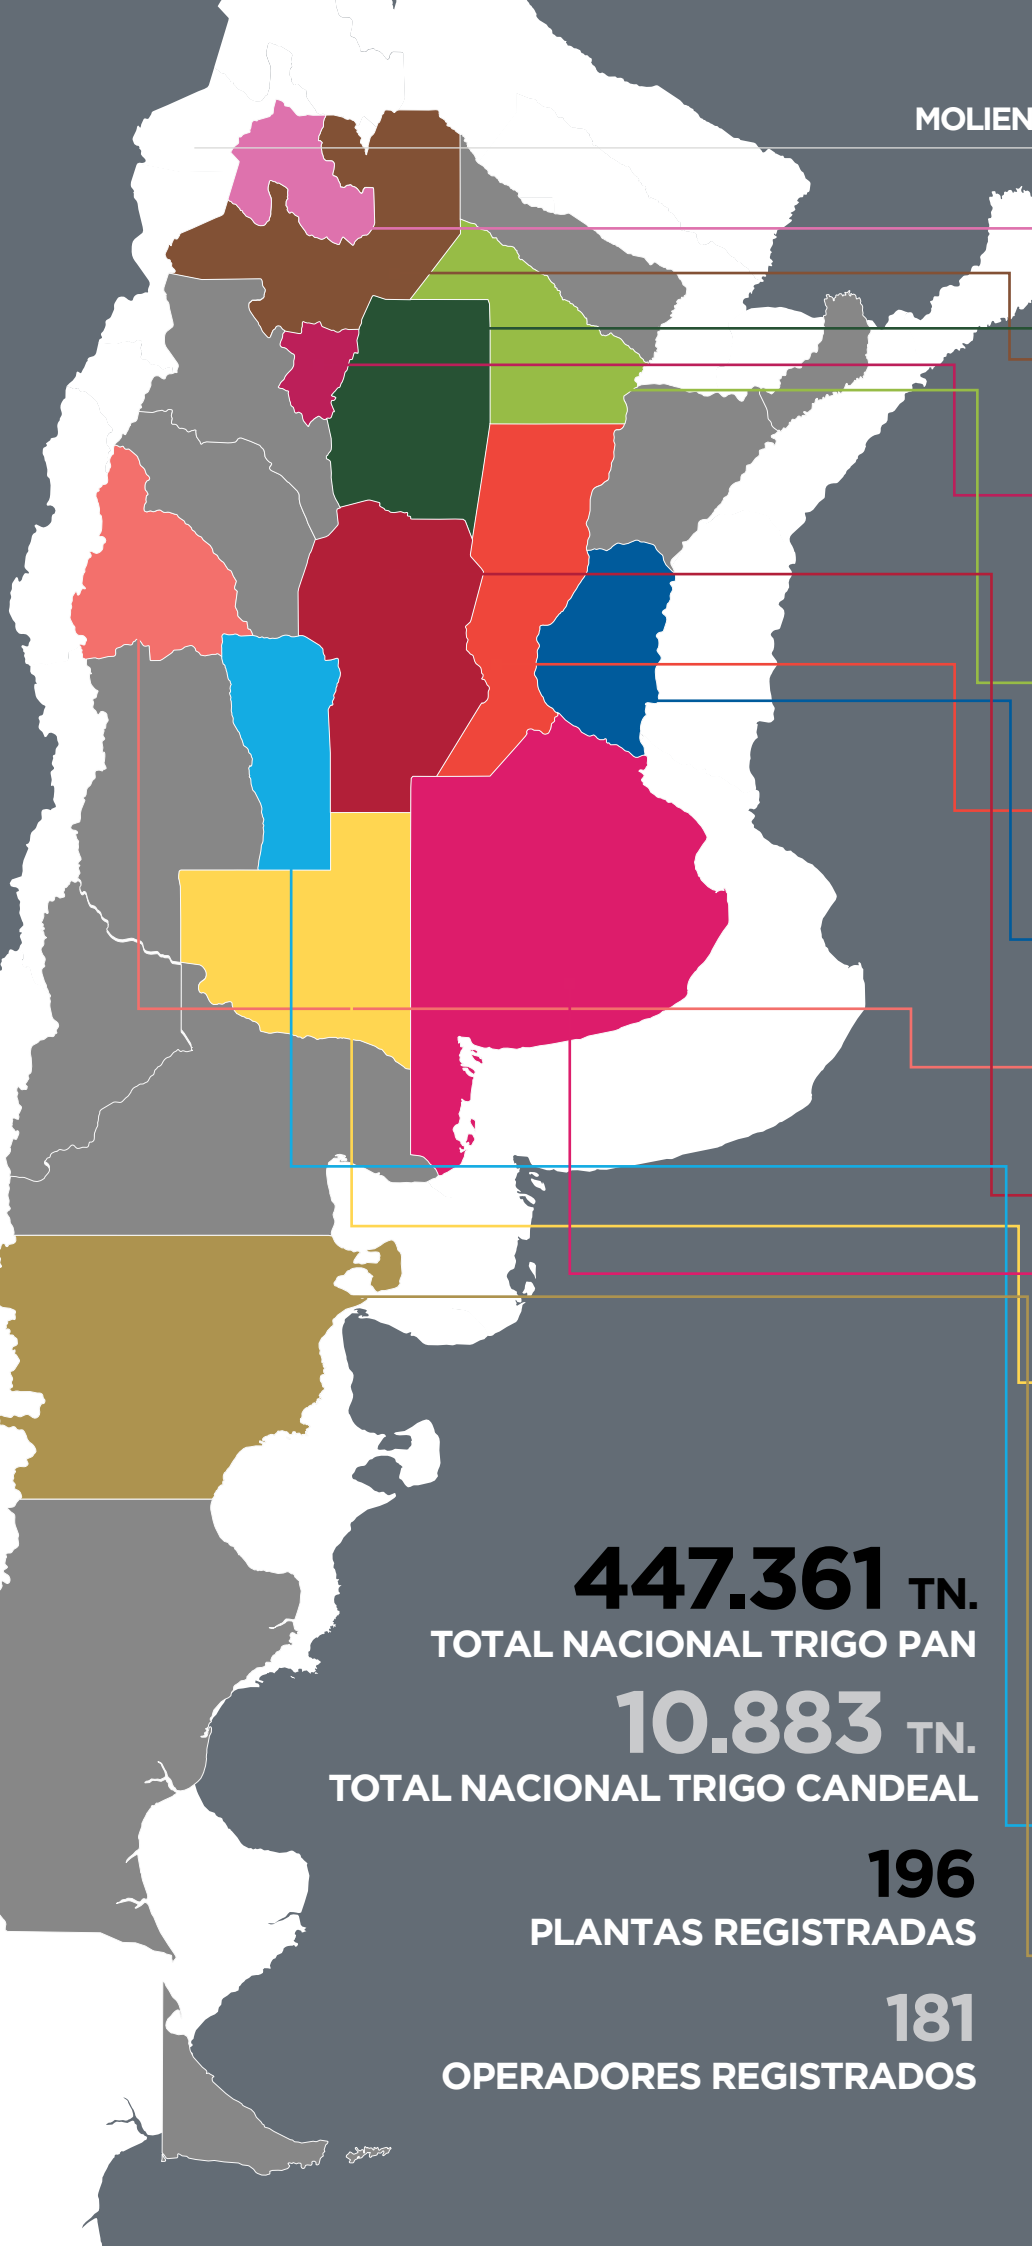 MOLIEN
447.361 TN.
TOTAL NACIONAL TRIGO PAN
10.883 TN.
TOTAL NACIONAL TRIGO CANDEAL
196
PLANTAS REGISTRADAS
181
OPERADORES REGISTRADOS